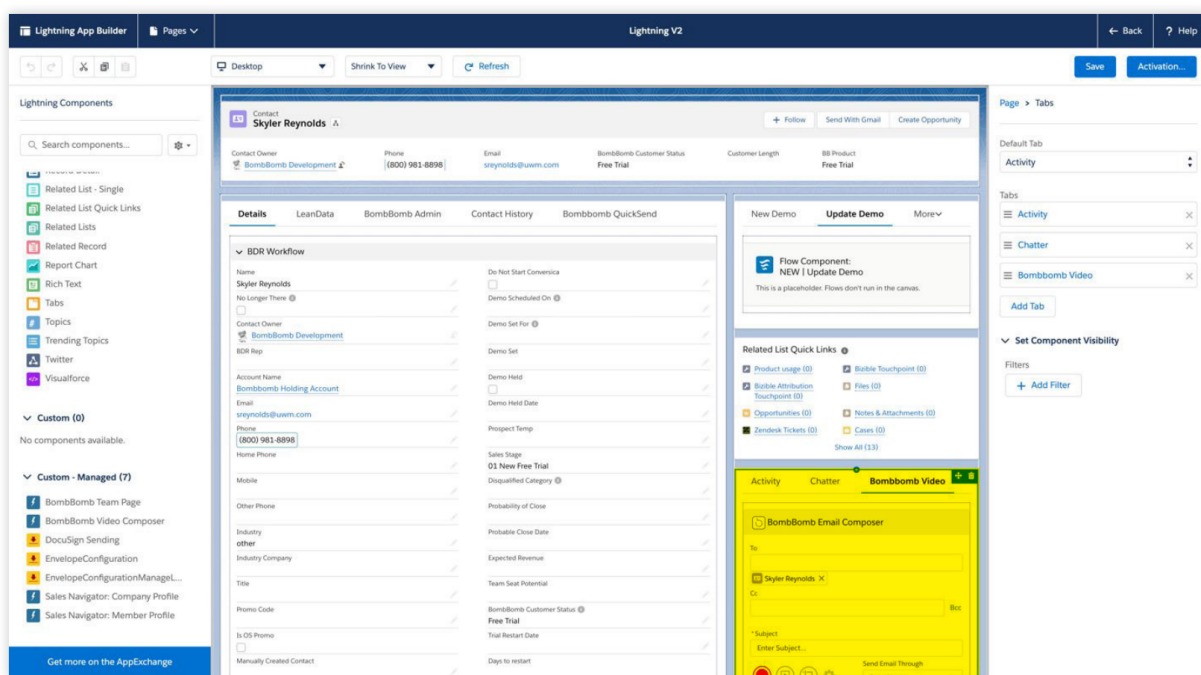 Lightning App Builder
Pages
Lightning V2
Back
? Help
Desktop
Shrink To View
Refresh
Save
Activation...
Lightning Components
Search components...
Record Detail
Related List - Single
Related List Quick Links
Related Lists
Related Record
Report Chart
Rich Text
Tabs
Topics
Trending Topics
Twitter
Visualforce
Custom (0)
No components available.
Custom - Managed (7)
BombBomb Team Page
BombBomb Video Composer
DocuSign Sending
EnvelopeConfiguration
EnvelopeConfigurationManageL...
Sales Navigator: Company Profile
Sales Navigator: Member Profile
Get more on the AppExchange
Contact
Skyler Reynolds
+ Follow
Send With Gmail
Create Opportunity
Contact Owner
BombBomb Development
Phone
(800) 981-8898
Email
sreynolds@uwm.com
BombBomb Customer Status
Free Trial
Customer Length
BB Product
Free Trial
Details
LeanData
BombBomb Admin
Contact History
Bombbomb QuickSend
BDR Workflow
Name
Skyler Reynolds
No Longer There
Contact Owner
BombBomb Development
BDR Rep
Account Name
Bombbomb Holding Account
Email
sreynolds@uwm.com
Phone
(800) 981-8898
Home Phone
Mobile
Other Phone
Industry
other
Industry Company
Title
Promo Code
Is OS Promo
Manually Created Contact
Do Not Start Conversica
Demo Scheduled On
Demo Set For
Demo Set
Demo Held
Demo Held Date
Prospect Temp
Sales Stage
01 New Free Trial
Disqualified Category
Probability of Close
Probable Close Date
Expected Revenue
Team Seat Potential
BombBomb Customer Status
Free Trial
Trial Restart Date
Days to restart
New Demo
Update Demo
More
Flow Component:
NEW | Update Demo
This is a placeholder. Flows don't run in the canvas.
Related List Quick Links
Product usage (0)
Bizible Touchpoint (0)
Bizible Attribution
Touchpoint (0)
Files (0)
Opportunities (0)
Notes & Attachments (0)
Zendesk Tickets (0)
Cases (0)
Show All (13)
Activity
Chatter
Bombbomb Video
BombBomb Email Composer
To
Skyler Reynolds
Cc
Bcc
*Subject
Enter Subject...
Send Email Through
Page > Tabs
Default Tab
Activity
Tabs
Activity
Chatter
Bombbomb Video
Add Tab
Set Component Visibility
Filters
+ Add Filter